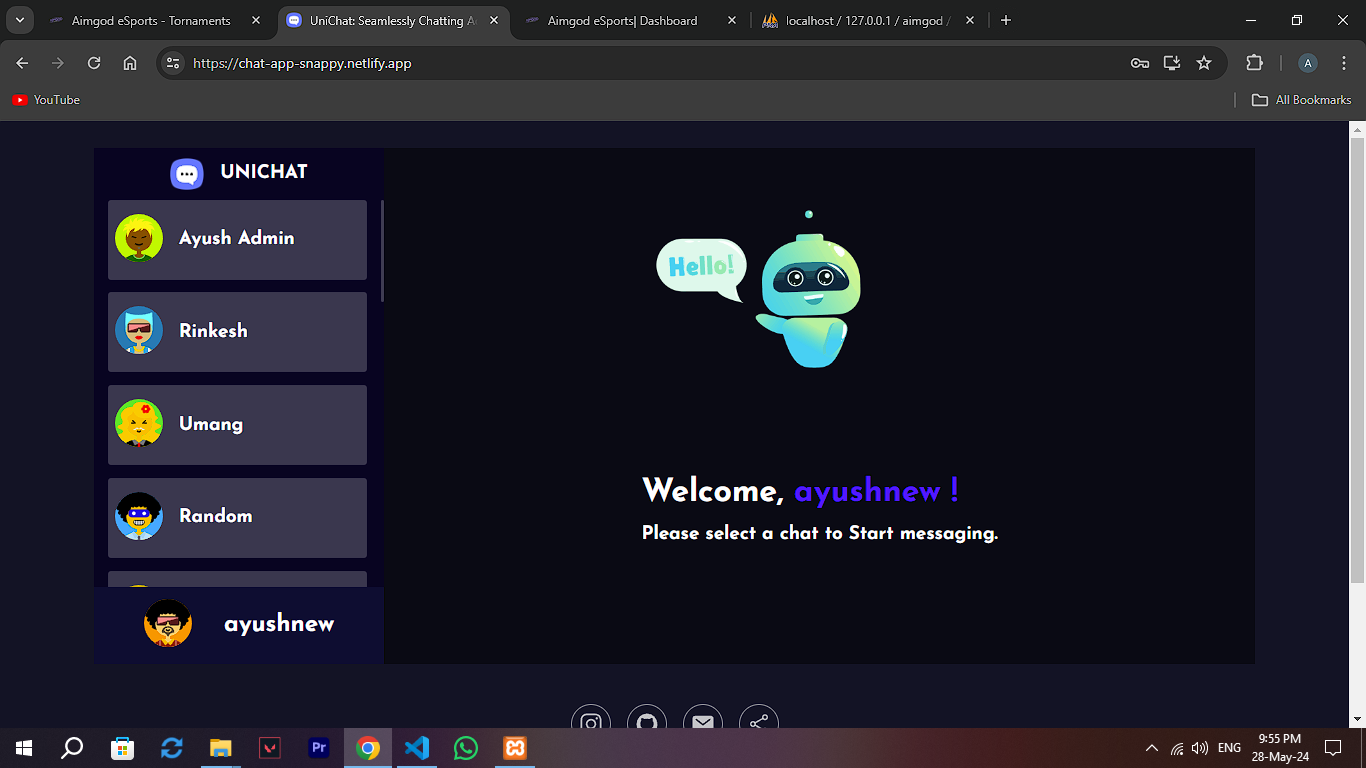 Aimgod eSports - Tornaments
UniChat: Seamlessly Chatting A
Aimgod eSports| Dashboard
localhost / 127.0.0.1 / aimgod /
https://chat-app-snappy.netlify.app
A
YouTube
All Bookmarks
UNICHAT
Ayush Admin
Rinkesh
Umang
Random
ayushnew
Hello!
Welcome, ayushnew !
Please select a chat to Start messaging.
Pr
ENG
9:55 PM
28-May-24